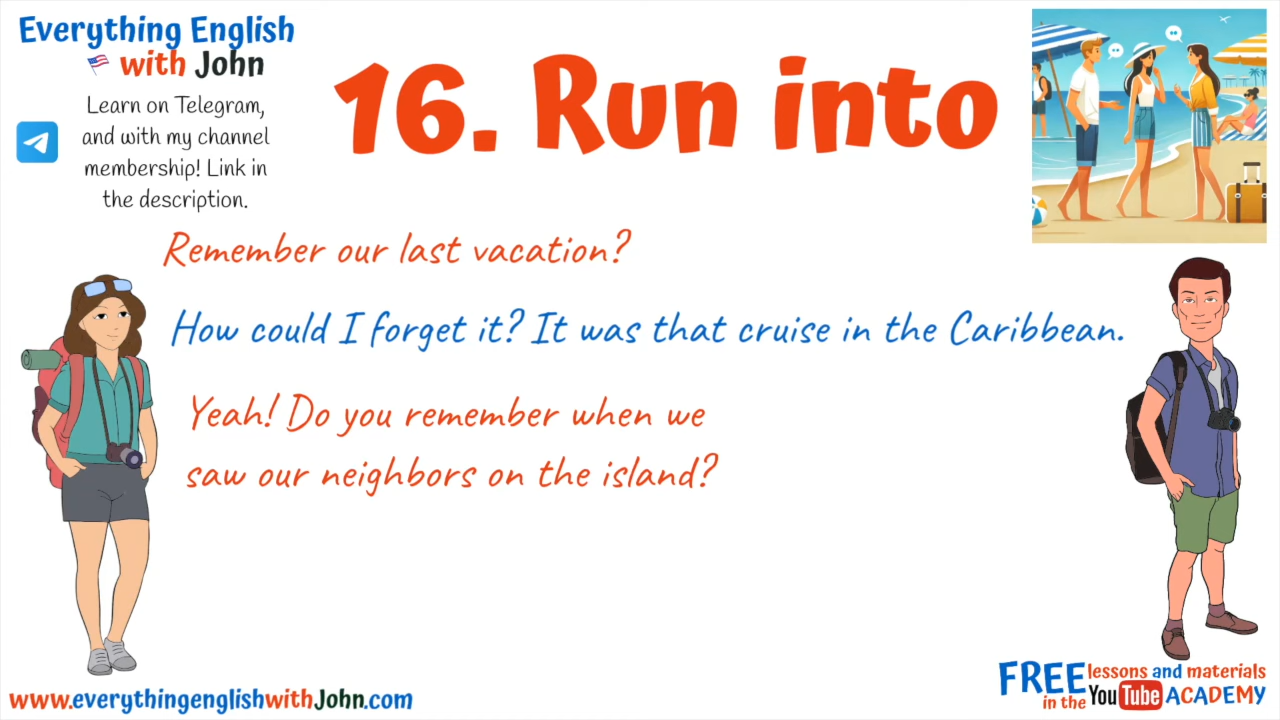 Everything English
with John
Learn on Telegram,
and with my channel
membership! Link in
the description.
16. Run into
Remember our last vacation?
How could I forget it? It was that cruise in the Caribbean.
Yeah! Do you remember when we
saw our neighbors on the island?
www.everythingenglishwithJohn.com
FREE lessons and materials
in the YouTube ACADEMY